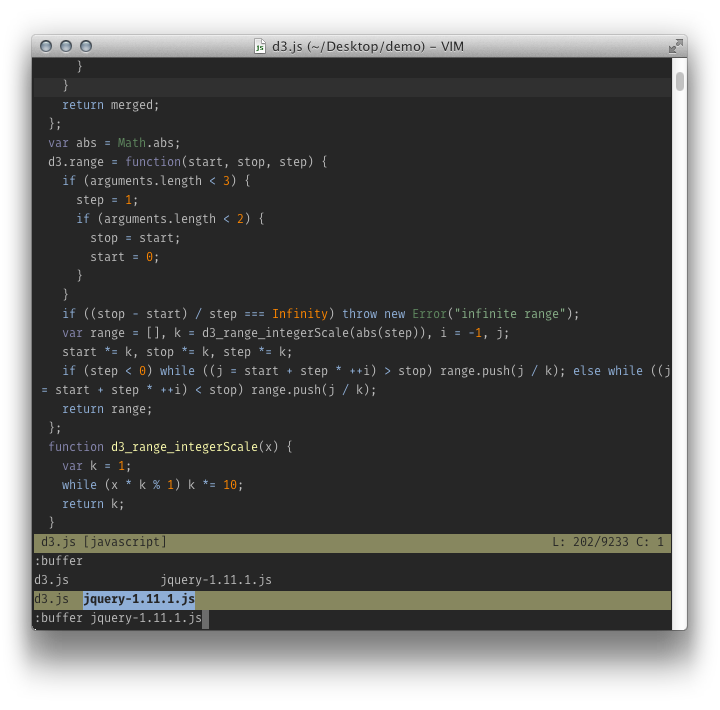 JS d3.js (~/Desktop/demo) – VIM
      }
    }
    return merged;
  };
  var abs = Math.abs;
  d3.range = function(start, stop, step) {
    if (arguments.length < 3) {
      step = 1;
      if (arguments.length < 2) {
        stop = start;
        start = 0;
      }
    }
    if ((stop - start) / step === Infinity) throw new Error("infinite range");
    var range = [], k = d3_range_integerScale(abs(step)), i = -1, j;
    start *= k, stop *= k, step *= k;
    if (step < 0) while ((j = start + step * ++i) > stop) range.push(j / k); else while ((j
 = start + step * ++i) < stop) range.push(j / k);
    return range;
  };
  function d3_range_integerScale(x) {
    var k = 1;
    while (x * k % 1) k *= 10;
    return k;
  }
 d3.js [javascript] L: 202/9233 C: 1
:buffer
d3.js             jquery-1.11.1.js
d3.js  jquery-1.11.1.js
:buffer jquery-1.11.1.js